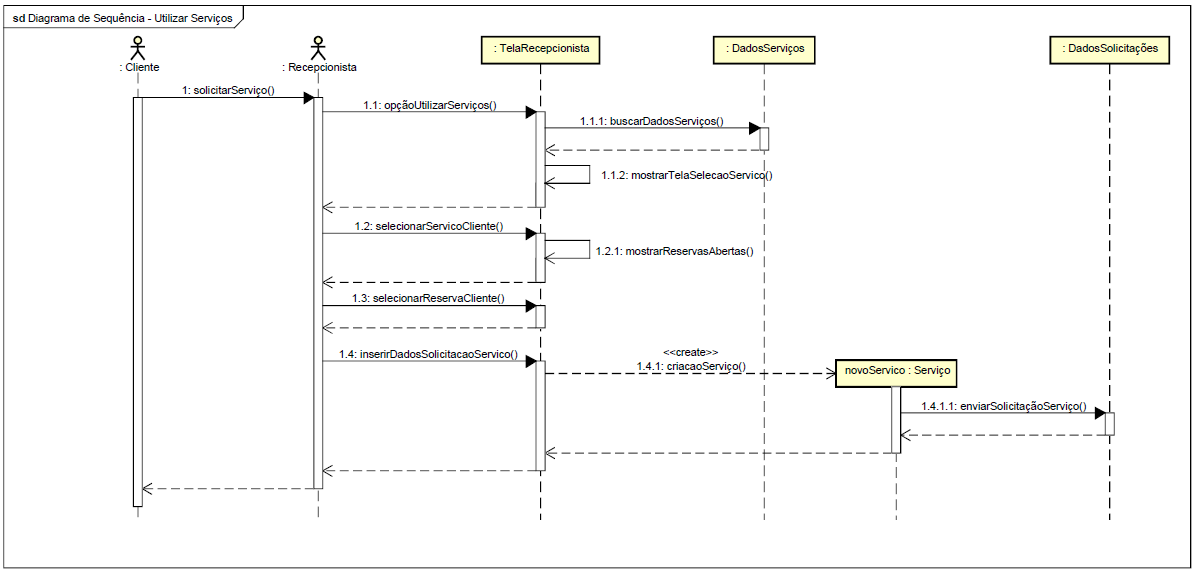 sd Diagrama de Sequência - Utilizar Serviços
: Cliente
: Recepcionista
: TelaRecepcionista
: DadosServiços
: DadosSolicitações
1: solicitarServiço()
1.1: opçãoUtilizarServiços()
1.1.1: buscarDadosServiços()
1.1.2: mostrarTelaSelecaoServico()
1.2: selecionarServicoCliente()
1.2.1: mostrarReservasAbertas()
1.3: selecionarReservaCliente()
1.4: inserirDadosSolicitacaoServico()
<<create>>
1.4.1: criacaoServiço()
novoServico : Serviço
1.4.1.1: enviarSolicitaçãoServiço()